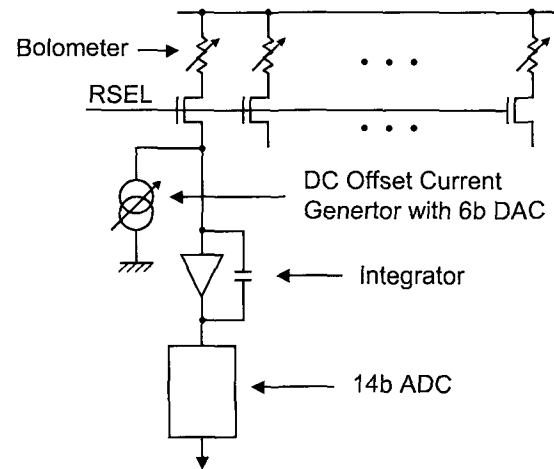 Bolometer
RSEL
DC Offset Current
Genertor with 6b DAC
Integrator
14b ADC